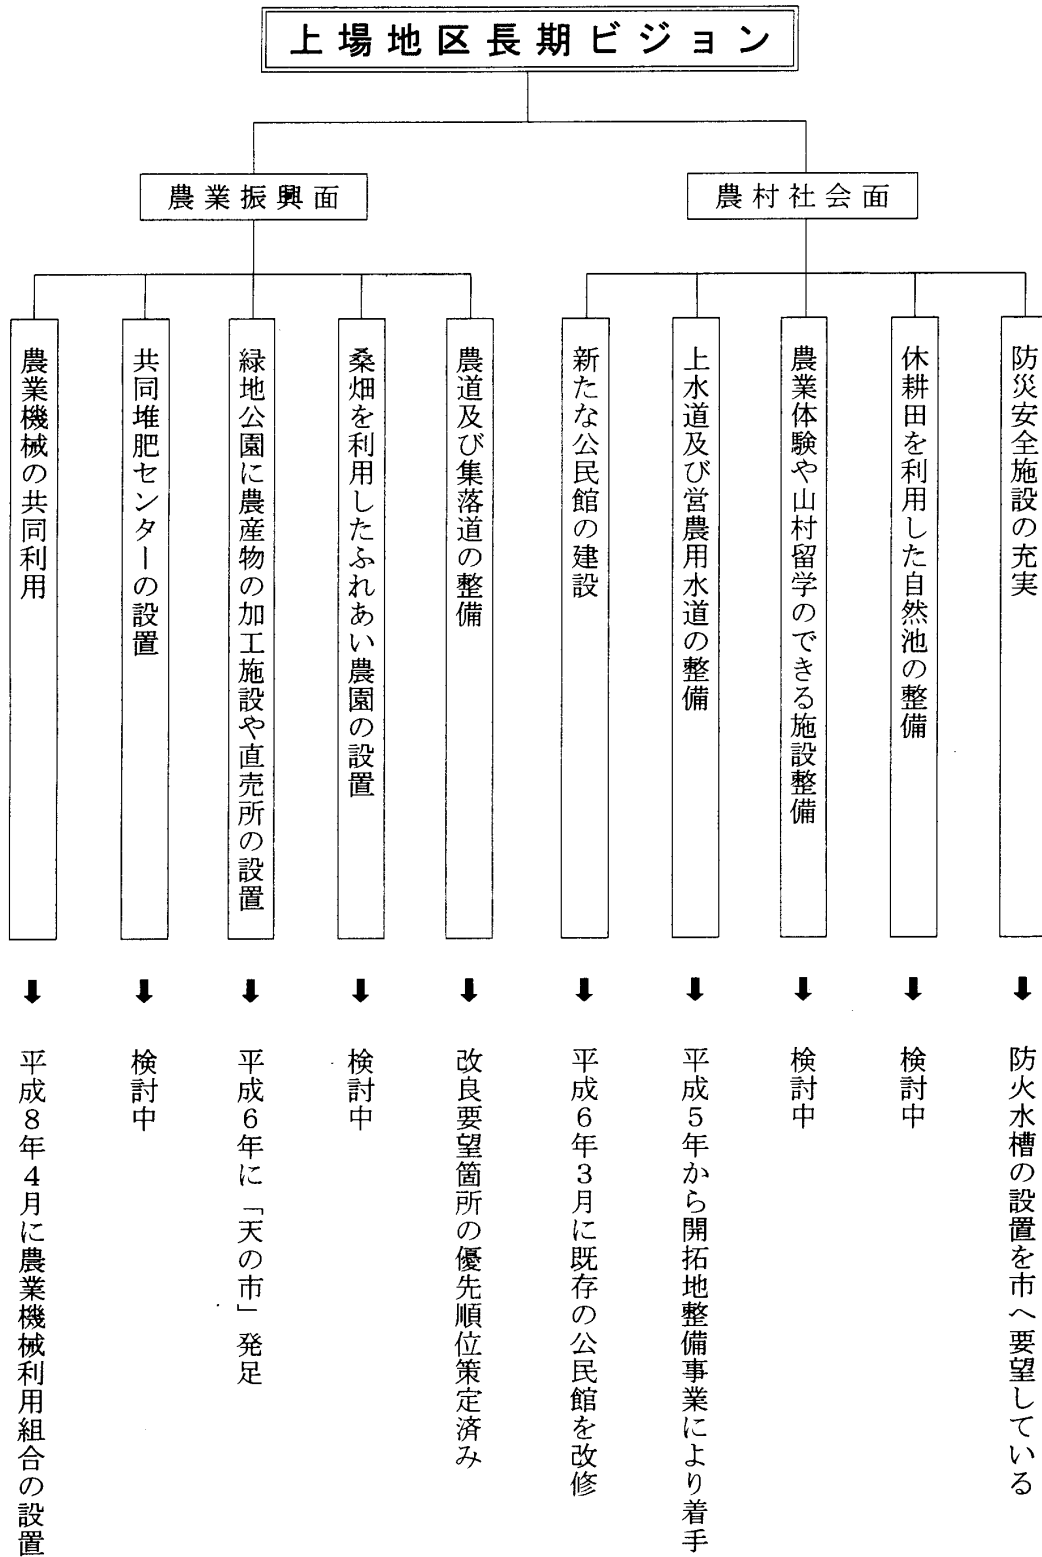 上場地区長期ビジョン
農業振興面
農村社会面
農業機械の共同利用
共同堆肥センターの設置
緑地公園に農産物の加工施設や直売所の設置
桑畑を利用したふれあい農園の設置
農道及び集落道の整備
新たな公民館の建設
上水道及び営農用水道の整備
農業体験や山村留学のできる施設整備
休耕田を利用した自然池の整備
防災安全施設の充実
平成8年4月に農業機械利用組合の設置
検討中
平成6年に「天の市」発足
検討中
改良要望箇所の優先順位策定済み
平成6年3月に既存の公民館を改修
平成5年から開拓地整備事業により着手
検討中
検討中
防火水槽の設置を市へ要望している